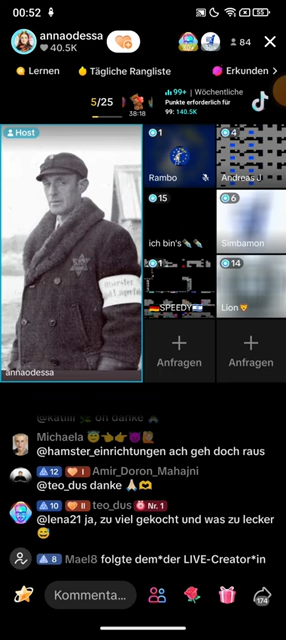 00:52
55
annaodessa
40.5K
84
Lernen
Tägliche Rangliste
Erkunden >
5/25
38:18
99+ | Wöchentliche
Punkte erforderlich für
99: 140.5K
Host
1
Rambo
4
Andreas J
15
ich bin's
6
Simbamon
1
SPEEDY
14
Lion
annaodessa
Anfragen
Anfragen
Michaela
@hamster_einrichtungen ach geh doch raus
12 I Amir_Doron_Mahajni
@teo_dus danke
10 II teo_dus Nr. 1
@lena21 ja, zu viel gekocht und was zu lecker
8 Mael8 folgte dem*der LIVE-Creator*in
Kommenta...
174